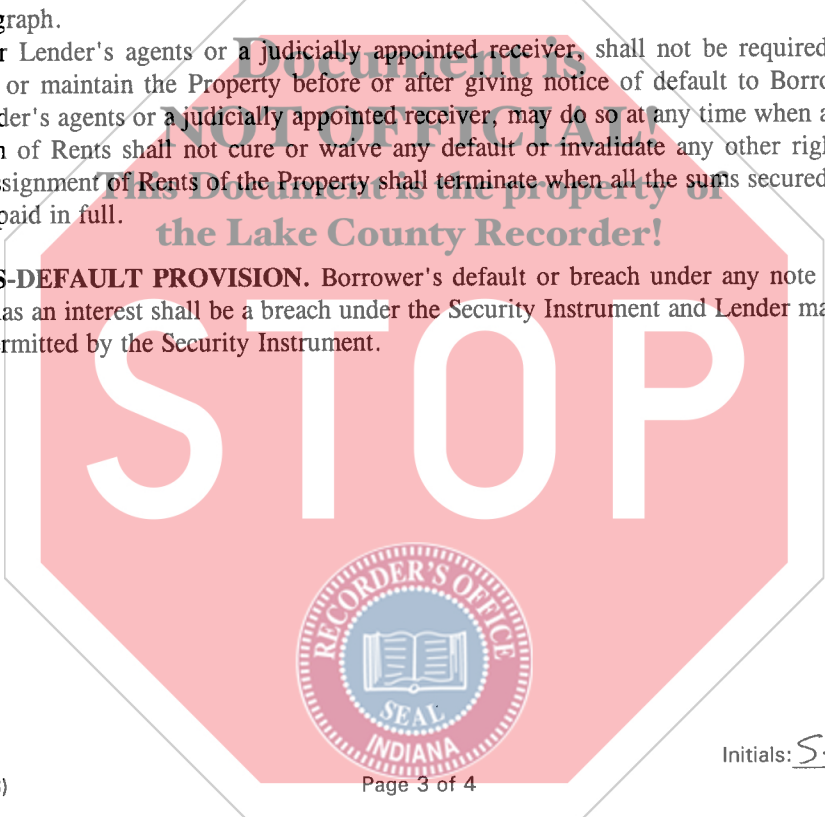 graph.
r Lender's agents or a judicially appointed receiver, shall not be required
Document is
or maintain the Property before or after giving notice of default to Borro
der's agents or a judicially appointed receiver, may do so at any time when a
NOT OFFICIAL!
n of Rents shall not cure or waive any default or invalidate any other righ
ssignment of Rents of the Property shall terminate when all the sums secured
This Document is the property of
paid in full.
the Lake County Recorder!
S-DEFAULT PROVISION. Borrower's default or breach under any note
as an interest shall be a breach under the Security Instrument and Lender ma
rmitted by the Security Instrument.
STOP
RECORDER'S OFFICE
SEAL
INDIANA
Initials: S
)
Page 3 of 4